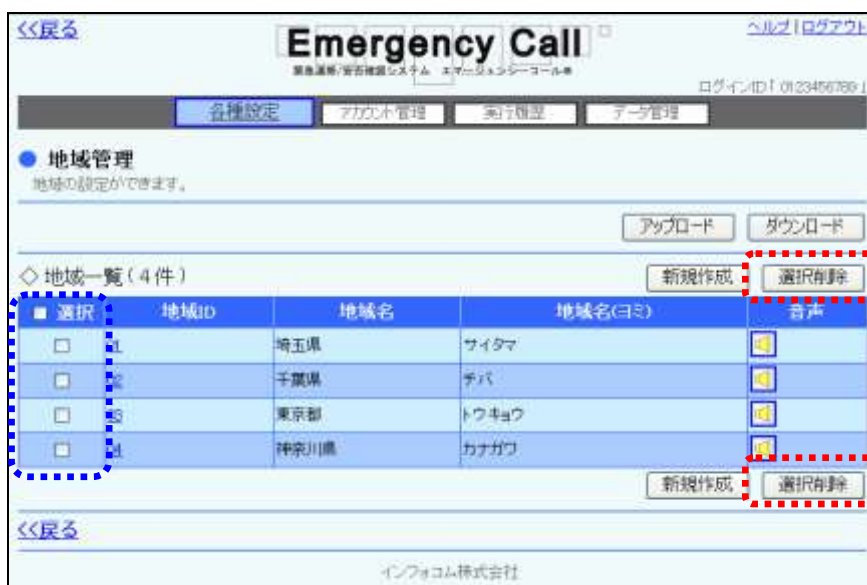 <<戻る
ヘルプ | ログアウト
Emergency Call
緊急連絡/安否確認システム エマージェンシーコール®
ログインID「0123456789」
各種設定 アカウント管理 実行履歴 データ管理
● 地域管理
地域の設定ができます。
アップロード ダウンロード
◇地域一覧(4件)
新規作成 選択削除
選択 地域ID 地域名 地域名(ヨミ) 音声
01 埼玉県 サイタマ
02 千葉県 チバ
03 東京都 トウキョウ
04 神奈川県 カナガワ
新規作成 選択削除
<<戻る
インフォコム株式会社